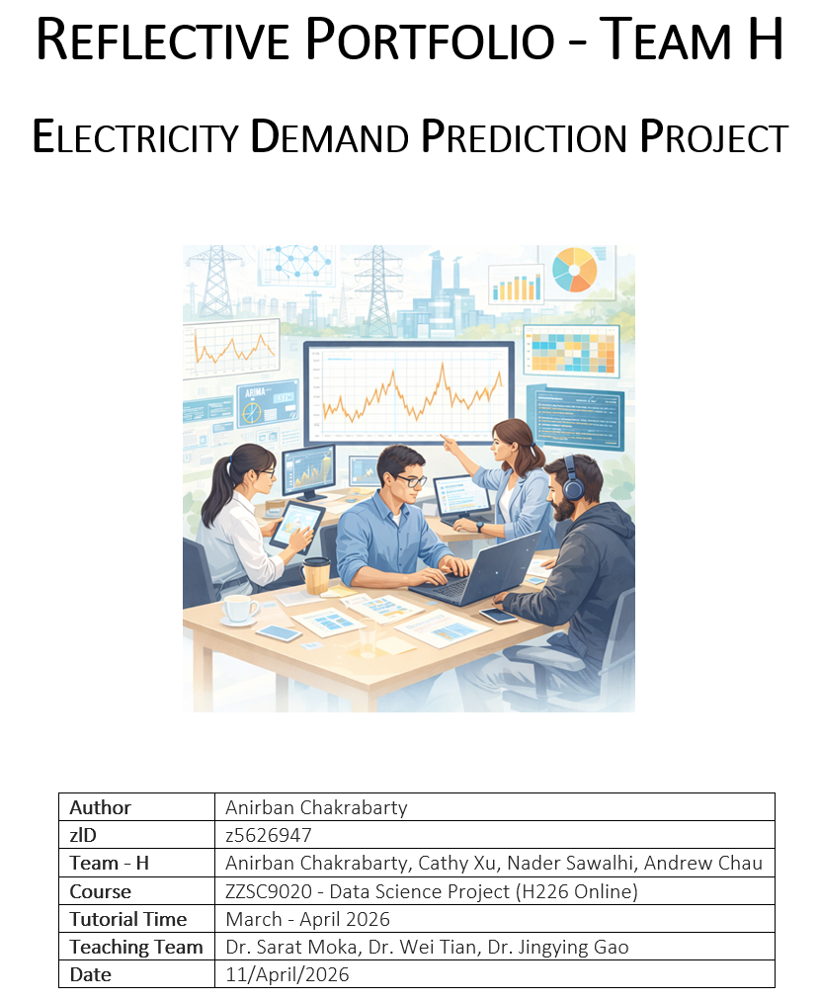 REFLECTIVE PORTFOLIO - TEAM H
ELECTRICITY DEMAND PREDICTION PROJECT
ARIMA
Author Anirban Chakrabarty
zID z5626947
Team - H Anirban Chakrabarty, Cathy Xu, Nader Sawalhi, Andrew Chau
Course ZZSC9020 - Data Science Project (H226 Online)
Tutorial Time March - April 2026
Teaching Team Dr. Sarat Moka, Dr. Wei Tian, Dr. Jingying Gao
Date 11/April/2026